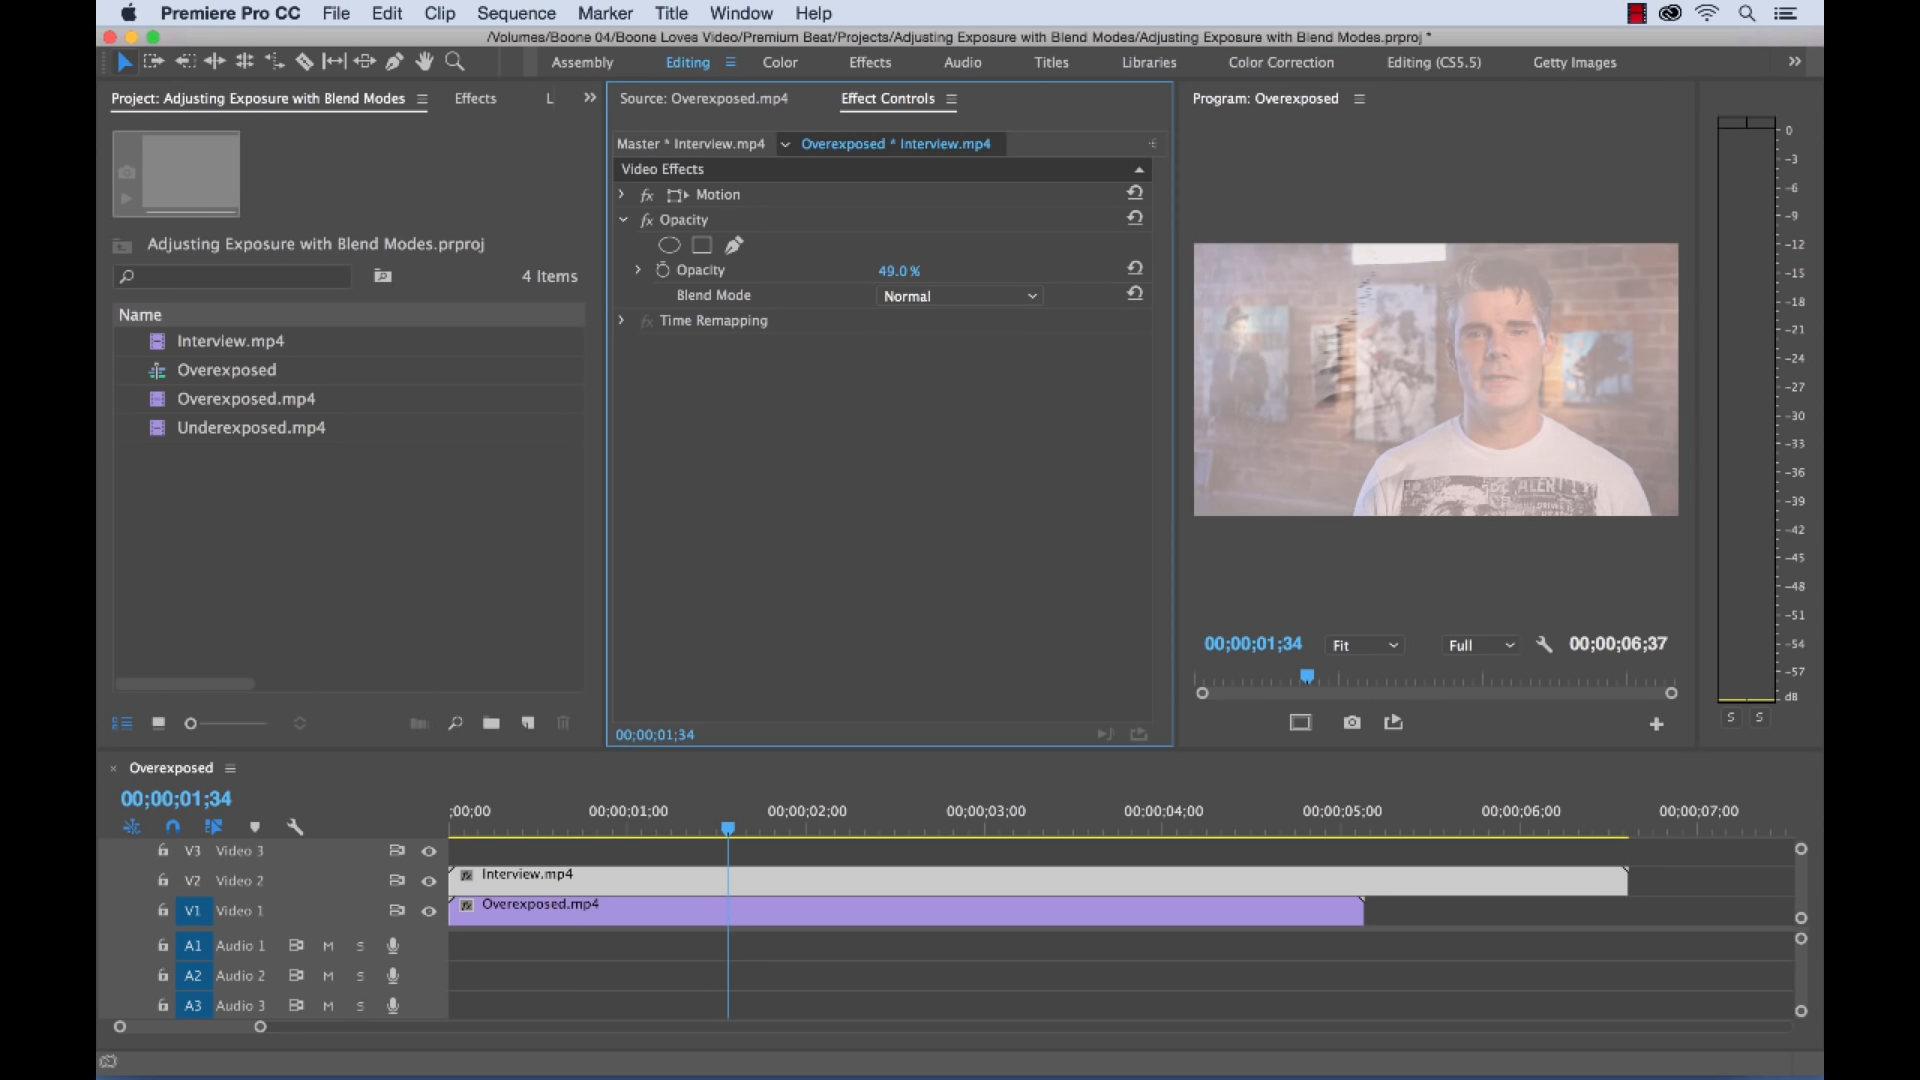 Premiere Pro CC File Edit Clip Sequence Marker Title Window Help
/Volumes/Boone 04/Boone Loves Video/Premium Beat/Projects/Adjusting Exposure with Blend Modes/Adjusting Exposure with Blend Modes.prproj *
Assembly Editing Color Effects Audio Titles Libraries Color Correction Editing (CS5.5) Getty Images
Project: Adjusting Exposure with Blend Modes Effects L
Source: Overexposed.mp4 Effect Controls
Program: Overexposed
Master * Interview.mp4 Overexposed * Interview.mp4
Video Effects
fx Motion
fx Opacity
Opacity 49.0 %
Blend Mode Normal
fx Time Remapping
Adjusting Exposure with Blend Modes.prproj
4 Items
Name
Interview.mp4
Overexposed
Overexposed.mp4
Underexposed.mp4
ALERT
00;00;01;34 Fit Full 00;00;06;37
00;00;01;34
0
-3
-6
-9
-12
-15
-18
-21
-24
-27
-30
-33
-36
-39
-42
-45
-48
-51
-54
-57
dB
S S
Overexposed
00;00;01;34
;00;00 00;00;01;00 00;00;02;00 00;00;03;00 00;00;04;00 00;00;05;00 00;00;06;00 00;00;07;00
V3 Video 3
V2 Video 2 fx Interview.mp4
V1 Video 1 fx Overexposed.mp4
A1 Audio 1 M S
A2 Audio 2 M S
A3 Audio 3 M S